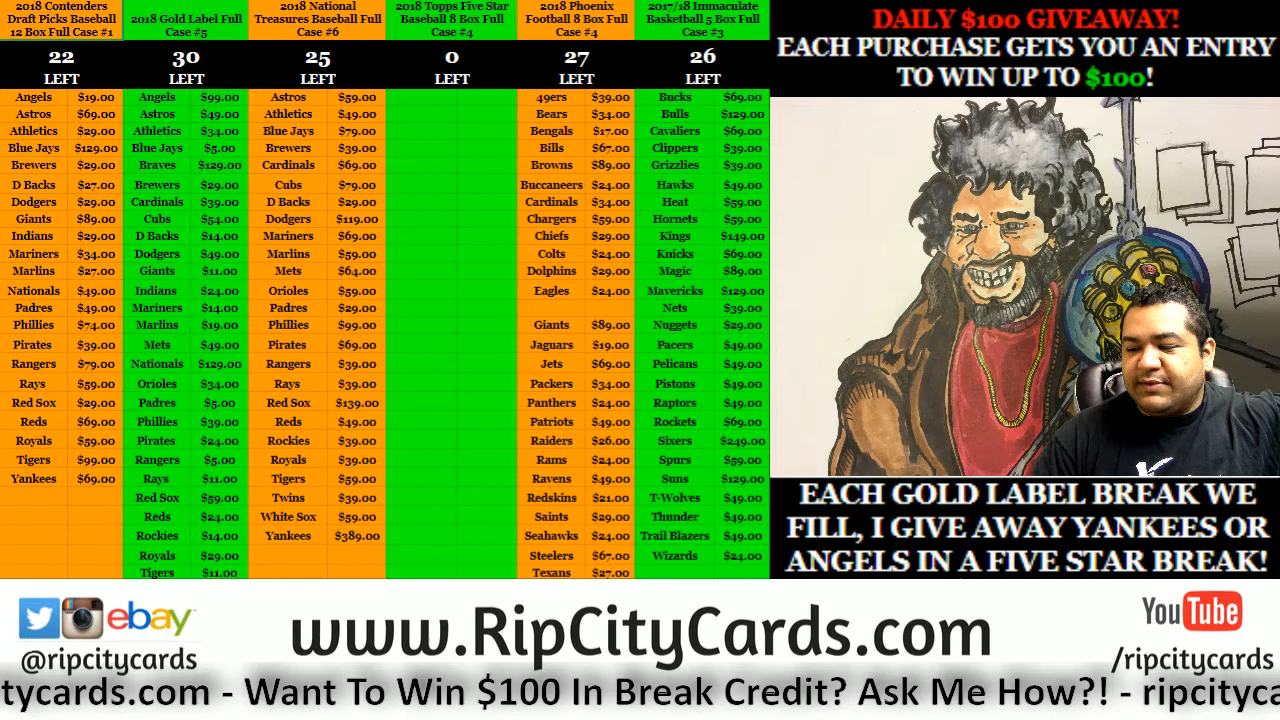 2018 Contenders
Draft Picks Baseball
12 Box Full Case #1
22
LEFT
Angels $19.00
Astros $69.00
Athletics $29.00
Blue Jays $129.00
Brewers $29.00
D Backs $27.00
Dodgers $29.00
Giants $89.00
Indians $29.00
Mariners $34.00
Marlins $27.00
Nationals $49.00
Padres $49.00
Phillies $74.00
Pirates $39.00
Rangers $79.00
Rays $59.00
Red Sox $29.00
Reds $69.00
Royals $59.00
Tigers $99.00
Yankees $69.00
2018 Gold Label Full
Case #5
30
LEFT
Angels $99.00
Astros $49.00
Athletics $34.00
Blue Jays $5.00
Braves $129.00
Brewers $29.00
Cardinals $39.00
Cubs $54.00
D Backs $14.00
Dodgers $49.00
Giants $11.00
Indians $24.00
Mariners $14.00
Marlins $19.00
Mets $49.00
Nationals $129.00
Orioles $34.00
Padres $5.00
Phillies $39.00
Pirates $24.00
Rangers $5.00
Rays $11.00
Red Sox $59.00
Reds $24.00
Rockies $14.00
Royals $29.00
Tigers $11.00
2018 National
Treasures Baseball Full
Case #6
25
LEFT
Astros $59.00
Athletics $49.00
Blue Jays $79.00
Brewers $39.00
Cardinals $69.00
Cubs $79.00
D Backs $29.00
Dodgers $119.00
Mariners $69.00
Marlins $59.00
Mets $64.00
Orioles $59.00
Padres $29.00
Phillies $99.00
Pirates $69.00
Rangers $39.00
Rays $39.00
Red Sox $139.00
Reds $49.00
Rockies $39.00
Royals $39.00
Tigers $59.00
Twins $39.00
White Sox $59.00
Yankees $389.00
2018 Topps Five Star
Baseball 8 Box Full
Case #4
0
LEFT
2018 Phoenix
Football 8 Box Full
Case #4
27
LEFT
49ers $39.00
Bears $34.00
Bengals $17.00
Bills $67.00
Browns $89.00
Buccaneers $24.00
Cardinals $34.00
Chargers $59.00
Chiefs $29.00
Colts $24.00
Dolphins $29.00
Eagles $24.00
Giants $89.00
Jaguars $19.00
Jets $69.00
Packers $34.00
Panthers $24.00
Patriots $49.00
Raiders $26.00
Rams $24.00
Ravens $49.00
Redskins $21.00
Saints $29.00
Seahawks $24.00
Steelers $67.00
Texans $27.00
2017/18 Immaculate
Basketball 5 Box Full
Case #3
26
LEFT
Bucks $69.00
Bulls $129.00
Cavaliers $69.00
Clippers $39.00
Grizzlies $39.00
Hawks $49.00
Heat $59.00
Hornets $59.00
Kings $149.00
Knicks $69.00
Magic $89.00
Mavericks $129.00
Nets $39.00
Nuggets $29.00
Pacers $49.00
Pelicans $49.00
Pistons $49.00
Raptors $49.00
Rockets $69.00
Sixers $249.00
Spurs $59.00
Suns $129.00
T-Wolves $49.00
Thunder $49.00
Trail Blazers $49.00
Wizards $24.00
DAILY $100 GIVEAWAY!
EACH PURCHASE GETS YOU AN ENTRY
TO WIN UP TO $100!
EACH GOLD LABEL BREAK WE
FILL, I GIVE AWAY YANKEES OR
ANGELS IN A FIVE STAR BREAK!
ebay
@ripcitycards
www.RipCityCards.com
YouTube
/ripcitycards
tycards.com - Want To Win $100 In Break Credit? Ask Me How?! - ripcityca